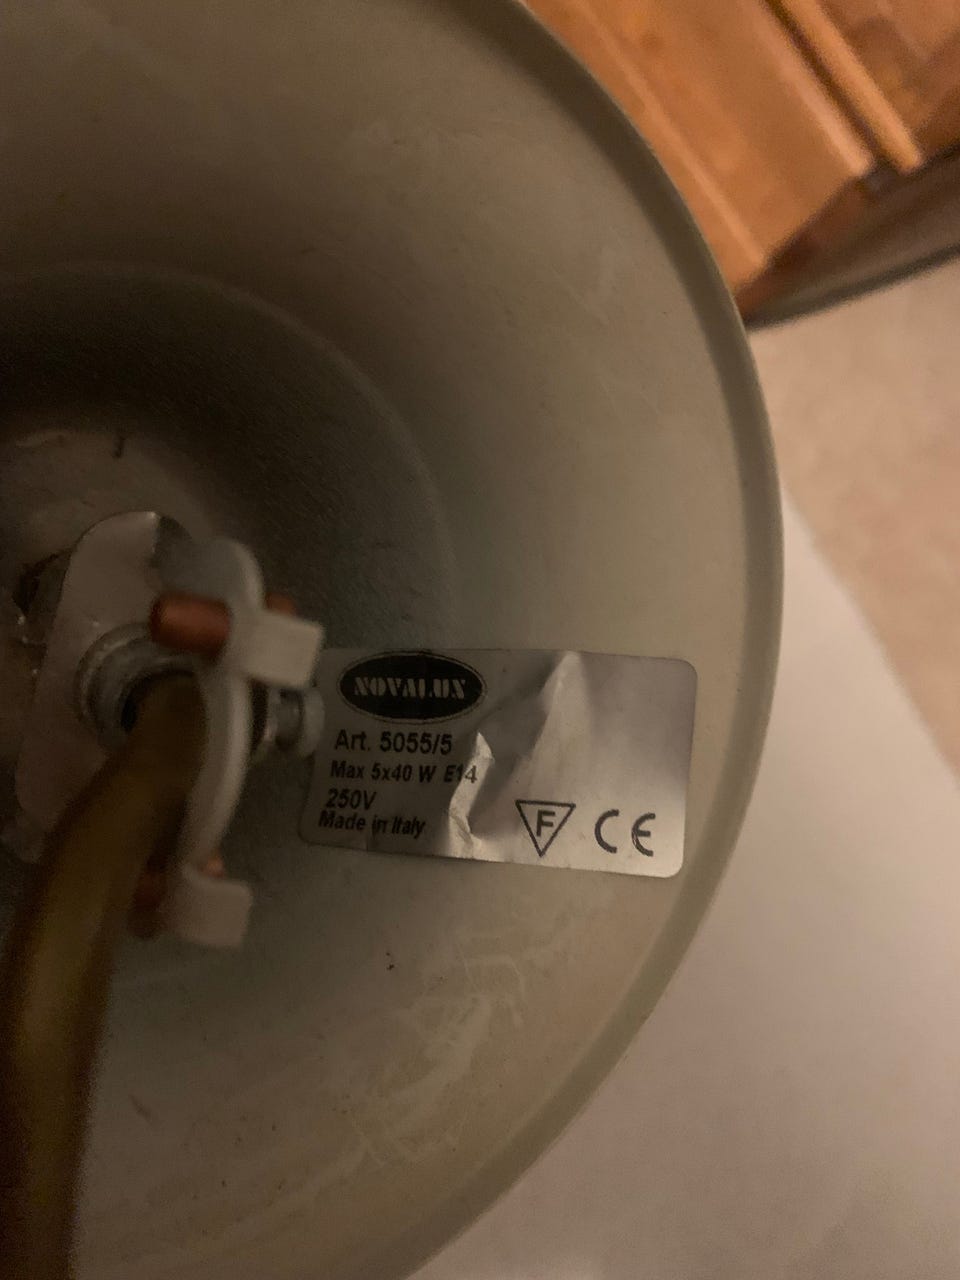 NOVALUX
Art. 5055/5
Max 5x40 W E14
250V
Made in Italy
F CE